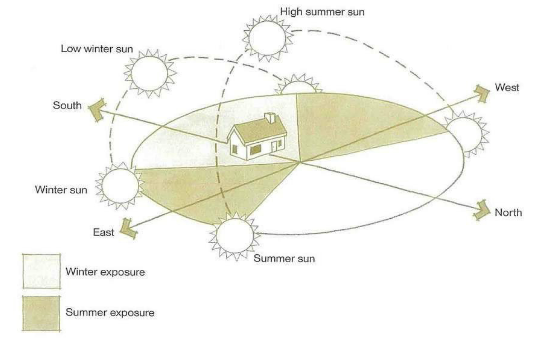 High summer sun
Low winter sun
West
South
Winter sun
North
East
Summer sun
Winter exposure
Summer exposure